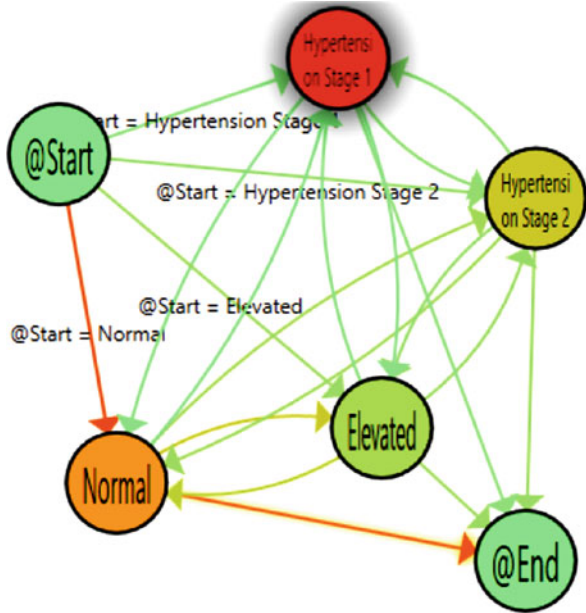 Hypertensi
on Stage 1
Start = Hypertension Stage 1
@Start
@Start = Hypertension Stage 2
Hypertensi
on Stage 2
@Start = Elevated
@Start = Normal
Elevated
Normal
@End